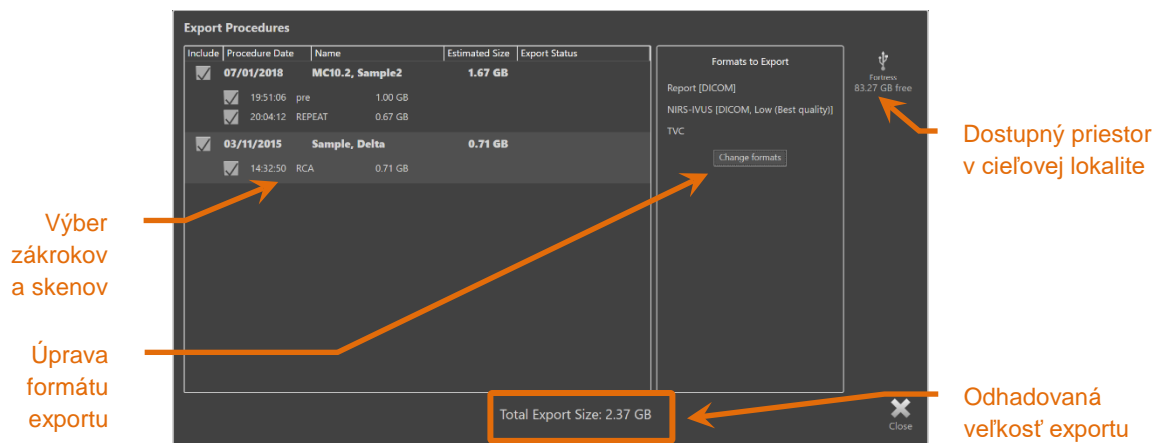 Export Procedures
Include Procedure Date Name Estimated Size Export Status
07/01/2018 MC10.2, Sample2 1.67 GB
19:51:06 pre 1.00 GB
20:04:12 REPEAT 0.67 GB
03/11/2015 Sample, Delta 0.71 GB
14:32:50 RCA 0.71 GB
Formats to Export
Report [DICOM]
NIRS-IVUS [DICOM, Low (Best quality)]
TVC
Change formats
Fortress
83.27 GB free
Dostupný priestor
v cieľovej lokalite
Výber
zákrokov
a skenov
Úprava
formátu
exportu
Total Export Size: 2.37 GB
Close
Odhadovaná
veľkosť exportu